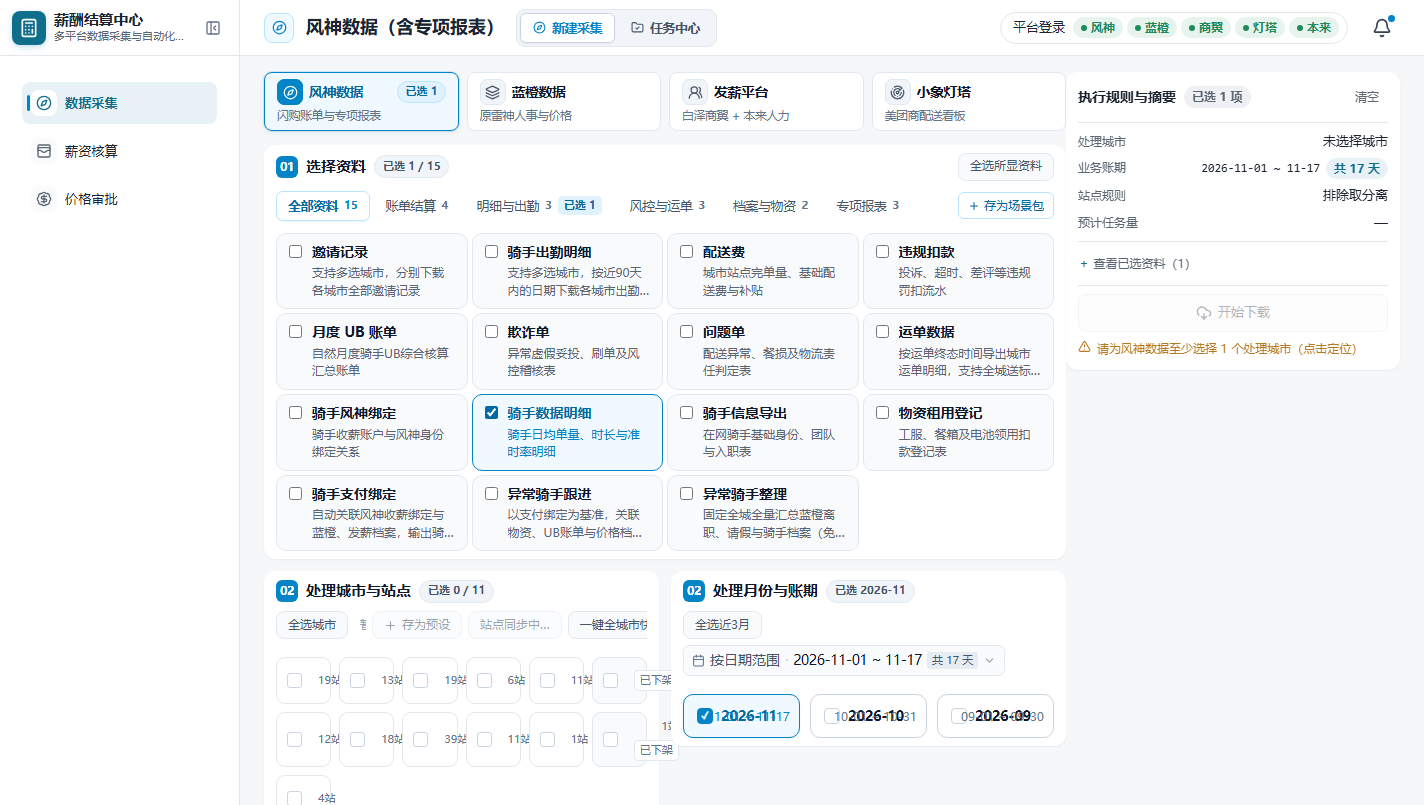 薪酬结算中心
多平台数据采集与自动化...
数据采集
薪资核算
价格审批
风神数据（含专项报表）
新建采集
任务中心
平台登录
风神
蓝橙
商翼
灯塔
本来
风神数据
已选 1
闪购账单与专项报表
蓝橙数据
原雷神人事与价格
发薪平台
白泽商翼 + 本来人力
小象灯塔
美团商配送看板
01 选择资料 已选 1 / 15
全选所显资料
全部资料 15
账单结算 4
明细与出勤 3 已选 1
风控与运单 3
档案与物资 2
专项报表 3
+ 存为场景包
邀请记录
支持多选城市，分别下载
各城市全部邀请记录
骑手出勤明细
支持多选城市，按近90天
内的日期下载各城市出勤...
配送费
城市站点完单量、基础配
送费与补贴
违规扣款
投诉、超时、差评等违规
罚扣流水
月度 UB 账单
自然月度骑手UB综合核算
汇总账单
欺诈单
异常虚假妥投、刷单及风
控稽核表
问题单
配送异常、餐损及物流责
任判定表
运单数据
按运单终态时间导出城市
运单明细，支持全城送标...
骑手风神绑定
骑手收薪账户与风神身份
绑定关系
骑手数据明细
骑手日均单量、时长与准
时率明细
骑手信息导出
在网骑手基础身份、团队
与入职表
物资租用登记
工服、餐箱及电池领用扣
款登记表
骑手支付绑定
自动关联风神收薪绑定与
蓝橙、发薪档案，输出骑...
异常骑手跟进
以支付绑定为基准，关联
物资、UB账单与价格档...
异常骑手整理
固定全城全量汇总蓝橙离
职、请假与骑手档案（免...
02 处理城市与站点 已选 0 / 11
全选城市
+ 存为预设
站点同步中...
一键全城市快
19站
13站
19站
6站
11站
已下架
12站
18站
39站
11站
1站
已下架
4站
02 处理月份与账期 已选 2026-11
全选近3月
按日期范围 · 2026-11-01 ~ 11-17 共 17 天
2026-11
2026-10
2026-09
执行规则与摘要 已选 1 项
清空
处理城市 未选择城市
业务账期 2026-11-01 ~ 11-17 共 17 天
站点规则 排除取分离
预计任务量 —
+ 查看已选资料（1）
开始下载
请为风神数据至少选择 1 个处理城市（点击定位）